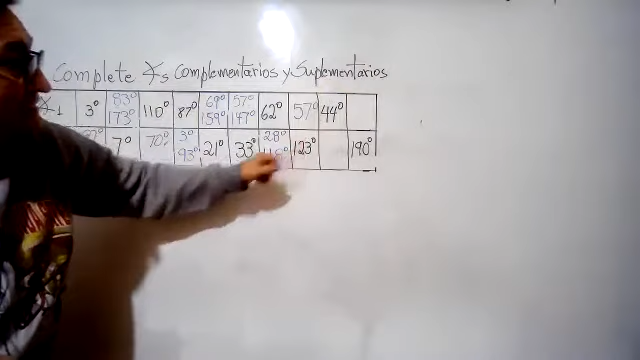 Complete ∡s Complementarios y Suplementarios
∡1 3° 83° 173° 110° 87° 69° 159° 57° 147° 62° 57° 44°
7° 70° 3° 93° 21° 33° 28° 123° 190°